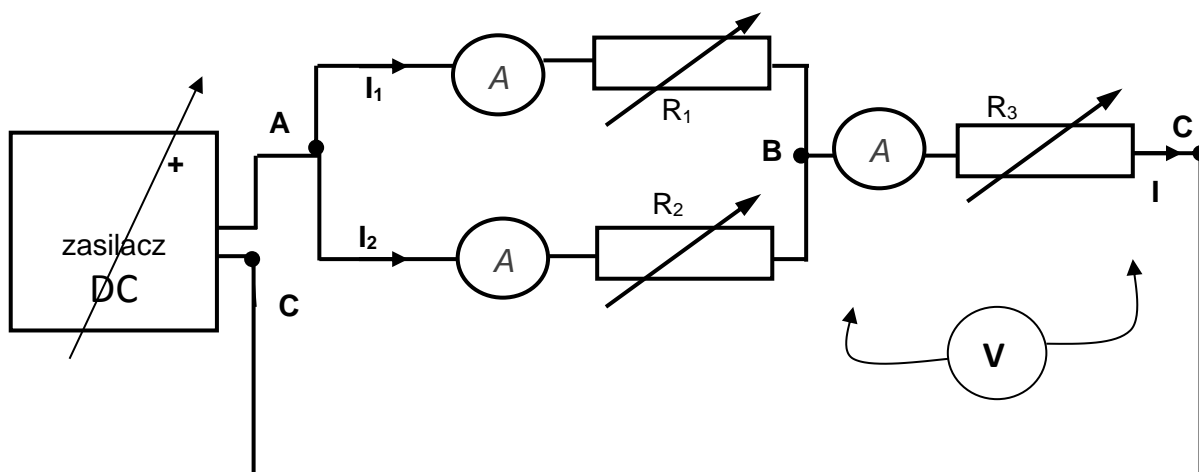 A
I₁
A
R₁
R₃
C
+
B
A
I
zasilacz
DC
I₂
A
R₂
C
V